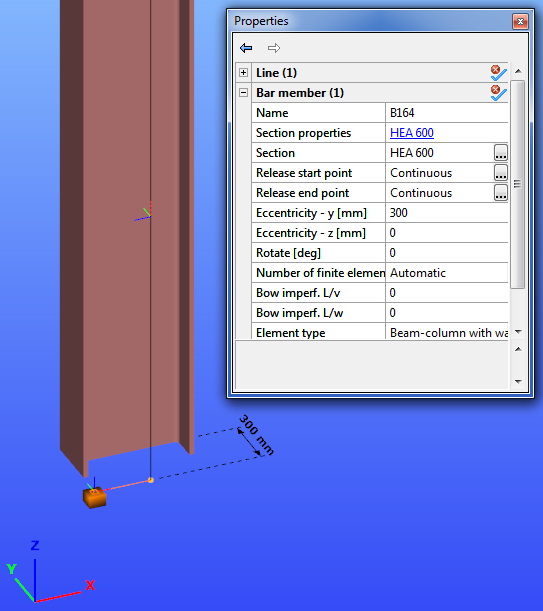 Properties
Line (1)
Bar member (1)
Name B164
Section properties HEA 600
Section HEA 600 ...
Release start point Continuous ...
Release end point Continuous ...
Eccentricity - y [mm] 300
Eccentricity - z [mm] 0
Rotate [deg] 0
Number of finite elemen Automatic
Bow imperf. L/v 0
Bow imperf. L/w 0
Element type Beam-column with wa
300 mm
Z
Y
X